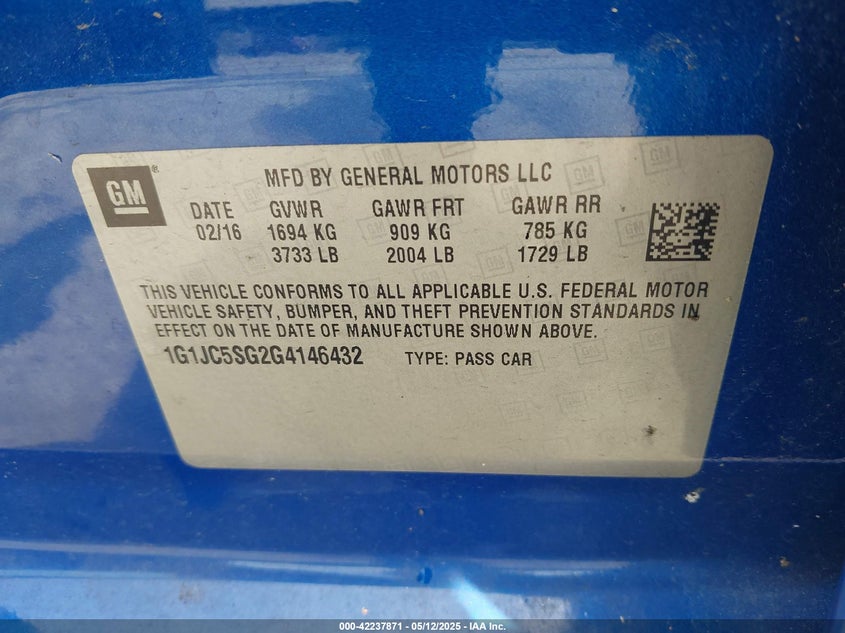 GM
MFD BY GENERAL MOTORS LLC
DATE GVWR GAWR FRT GAWR RR
02/16 1694 KG 909 KG 785 KG
3733 LB 2004 LB 1729 LB
THIS VEHICLE CONFORMS TO ALL APPLICABLE U.S. FEDERAL MOTOR
VEHICLE SAFETY, BUMPER, AND THEFT PREVENTION STANDARDS IN
EFFECT ON THE DATE OF MANUFACTURE SHOWN ABOVE.
1G1JC5SG2G4146432 TYPE: PASS CAR
000-42237871 - 05/12/2025 - IAA Inc.